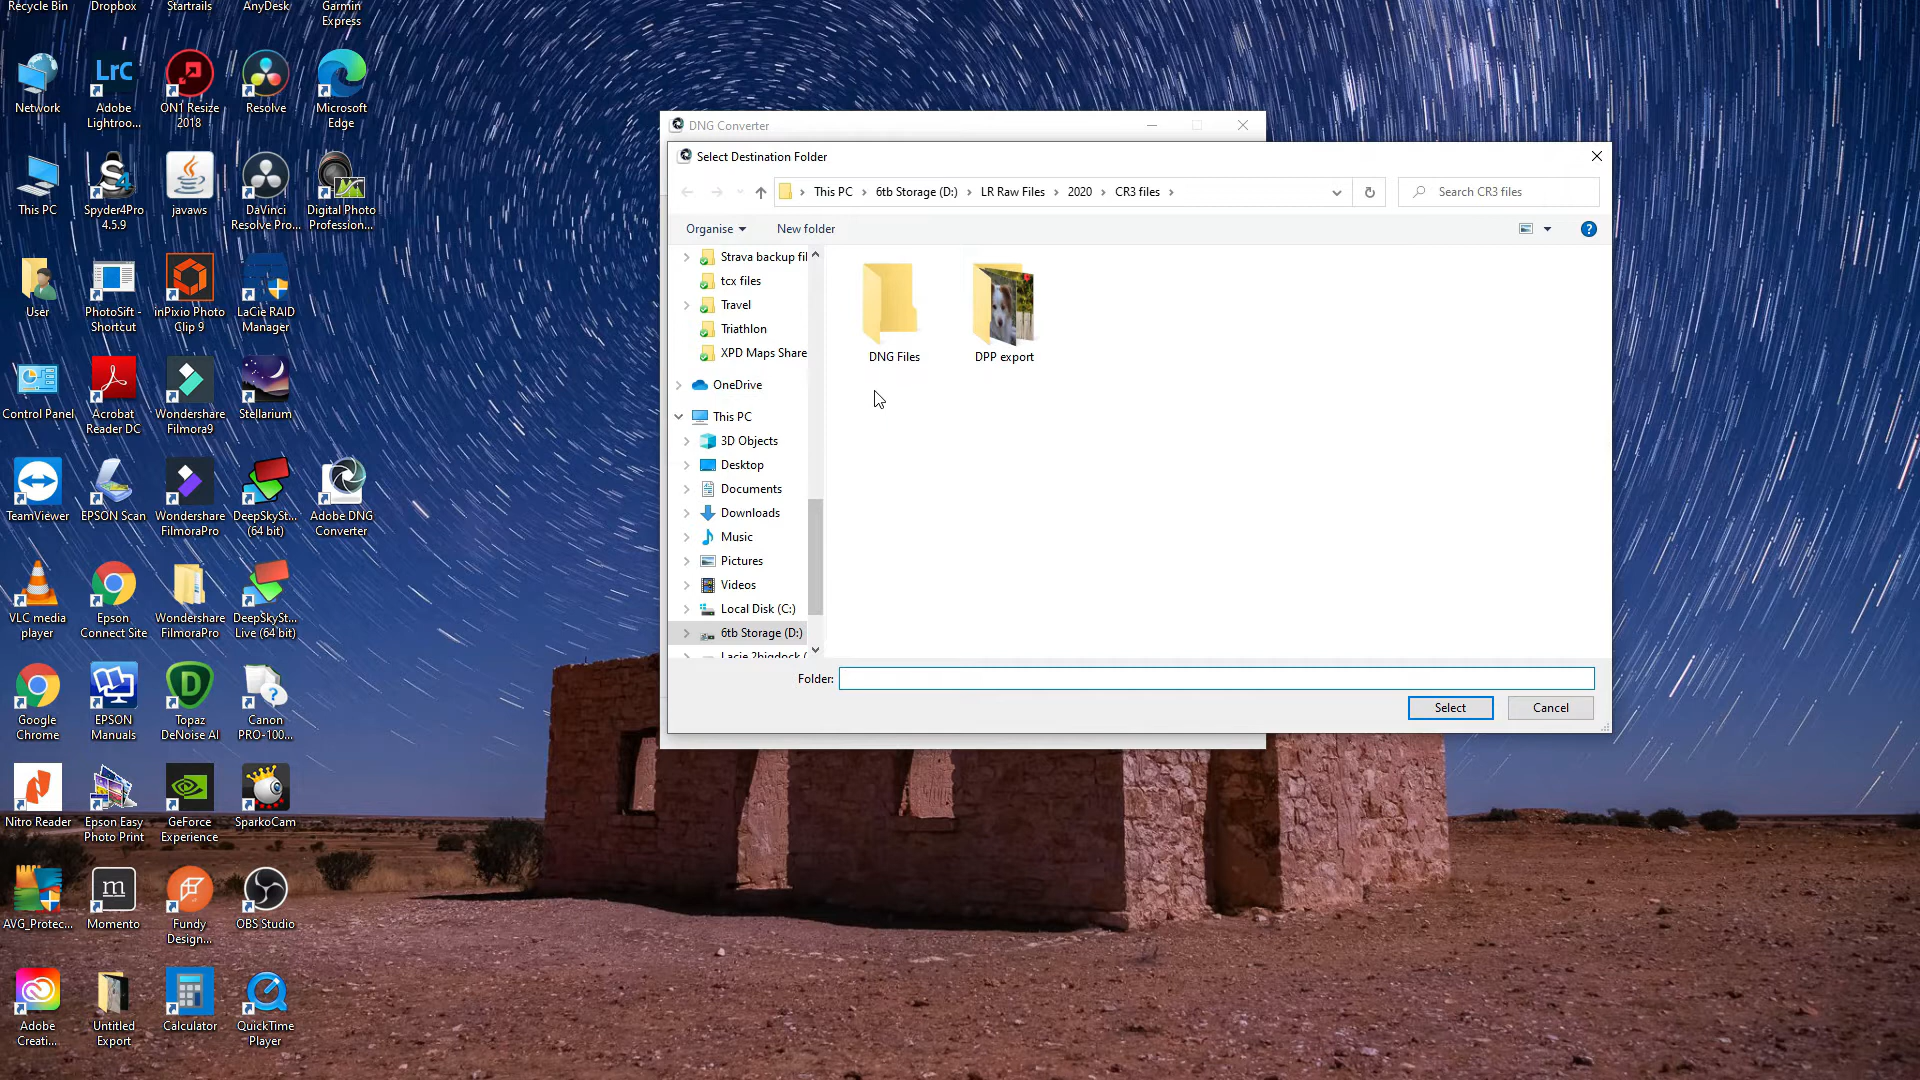 Recycle Bin
Dropbox
Startrails
AnyDesk
Garmin
Express
Network
Adobe
Lightroo...
ON1 Resize
2018
Resolve
Microsoft
Edge
This PC
Spyder4Pro
4.5.9
javaws
DaVinci
Resolve Pro...
Digital Photo
Profession...
User
PhotoSift -
Shortcut
inPixio Photo
Clip 9
LaCie RAID
Manager
Control Panel
Acrobat
Reader DC
Wondershare
Filmora9
Stellarium
TeamViewer
EPSON Scan
Wondershare
FilmoraPro
DeepSkySt...
(64 bit)
Adobe DNG
Converter
VLC media
player
Epson
Connect Site
Wondershare
FilmoraPro
DeepSkySt...
Live (64 bit)
Google
Chrome
EPSON
Manuals
Topaz
DeNoise AI
Canon
PRO-100...
Nitro Reader
Epson Easy
Photo Print
GeForce
Experience
SparkoCam
AVG_Protec...
Momento
Fundy
Design...
OBS Studio
Adobe
Creati...
Untitled
Export
Calculator
QuickTime
Player
DNG Converter
Select Destination Folder
This PC > 6tb Storage (D:) > LR Raw Files > 2020 > CR3 files >
Search CR3 files
Organise
New folder
Strava backup fil
tcx files
Travel
Triathlon
XPD Maps Share
OneDrive
This PC
3D Objects
Desktop
Documents
Downloads
Music
Pictures
Videos
Local Disk (C:)
6tb Storage (D:)
Lacie 2bigdock (
DNG Files
DPP export
Folder:
Select
Cancel